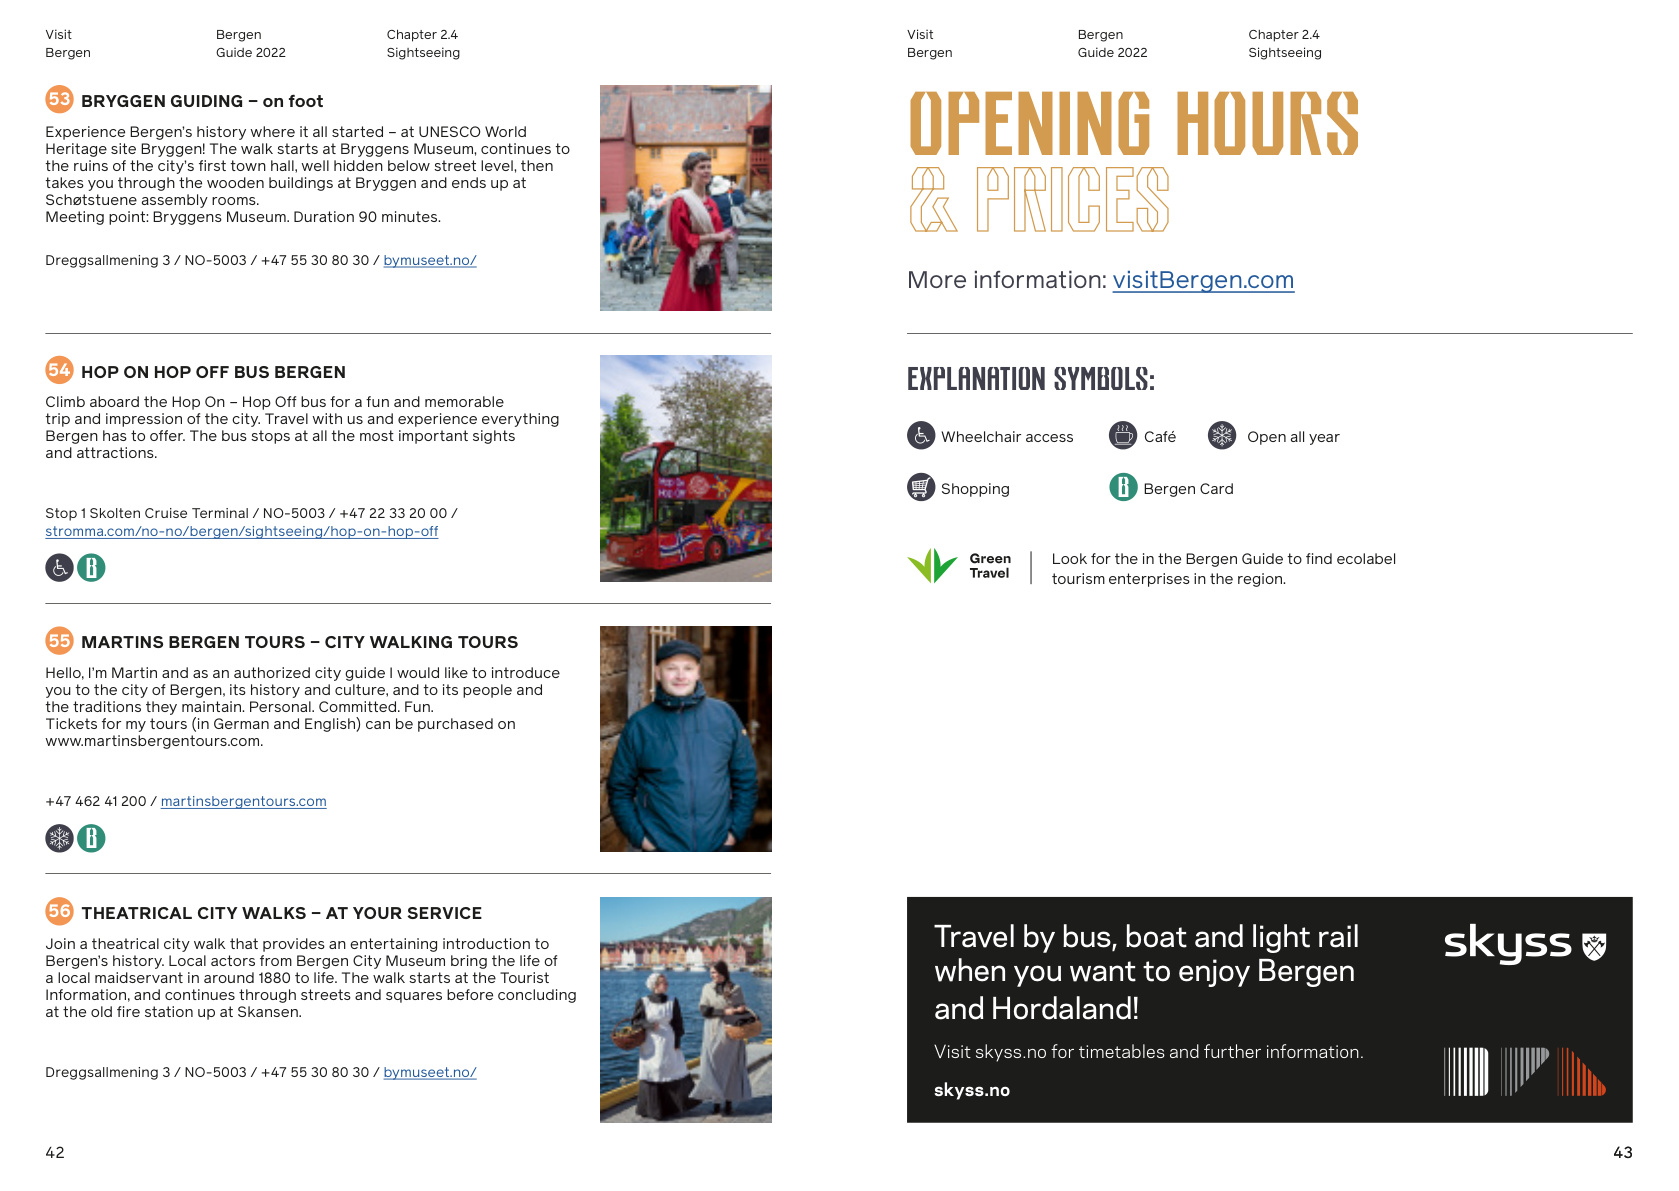 Visit
Bergen
Bergen
Guide 2022
Chapter 2.4
Sightseeing
53 BRYGGEN GUIDING – on foot
Experience Bergen's history where it all started – at UNESCO World
Heritage site Bryggen! The walk starts at Bryggens Museum, continues to
the ruins of the city's first town hall, well hidden below street level, then
takes you through the wooden buildings at Bryggen and ends up at
Schøtstuene assembly rooms.
Meeting point: Bryggens Museum. Duration 90 minutes.
Dreggsallmening 3 / NO-5003 / +47 55 30 80 30 / bymuseet.no/
54 HOP ON HOP OFF BUS BERGEN
Climb aboard the Hop On – Hop Off bus for a fun and memorable
trip and impression of the city. Travel with us and experience everything
Bergen has to offer. The bus stops at all the most important sights
and attractions.
Stop 1 Skolten Cruise Terminal / NO-5003 / +47 22 33 20 00 /
stromma.com/no-no/bergen/sightseeing/hop-on-hop-off
B
55 MARTINS BERGEN TOURS – CITY WALKING TOURS
Hello, I'm Martin and as an authorized city guide I would like to introduce
you to the city of Bergen, its history and culture, and to its people and
the traditions they maintain. Personal. Committed. Fun.
Tickets for my tours (in German and English) can be purchased on
www.martinsbergentours.com.
+47 462 41 200 / martinsbergentours.com
B
56 THEATRICAL CITY WALKS – AT YOUR SERVICE
Join a theatrical city walk that provides an entertaining introduction to
Bergen's history. Local actors from Bergen City Museum bring the life of
a local maidservant in around 1880 to life. The walk starts at the Tourist
Information, and continues through streets and squares before concluding
at the old fire station up at Skansen.
Dreggsallmening 3 / NO-5003 / +47 55 30 80 30 / bymuseet.no/
42
Visit
Bergen
Bergen
Guide 2022
Chapter 2.4
Sightseeing
OPENING HOURS
& PRICES
More information: visitBergen.com
EXPLANATION SYMBOLS:
Wheelchair access
Café
Open all year
Shopping
B Bergen Card
Green
Travel
Look for the in the Bergen Guide to find ecolabel
tourism enterprises in the region.
Travel by bus, boat and light rail
when you want to enjoy Bergen
and Hordaland!
skyss
Visit skyss.no for timetables and further information.
skyss.no
43